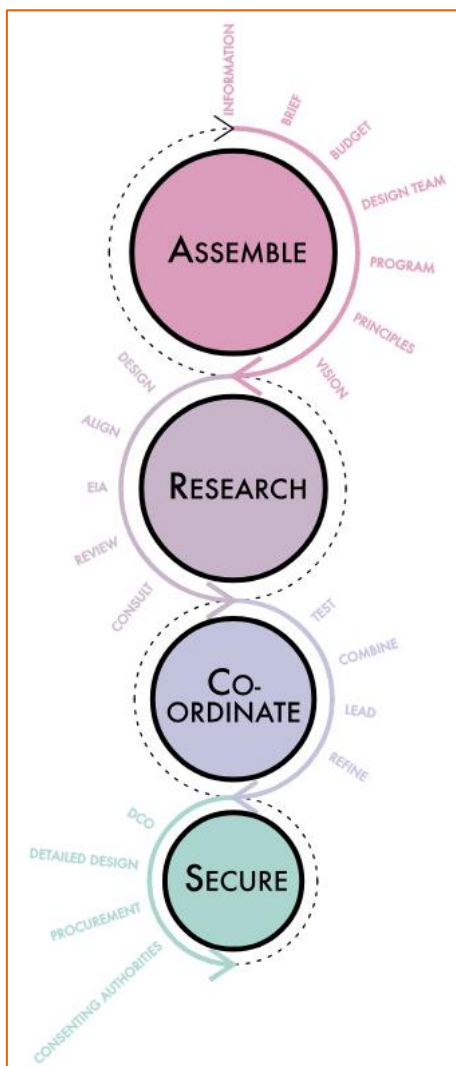 INFORMATION
BRIEF
BUDGET
DESIGN TEAM
PROGRAM
PRINCIPLES
VISION
ASSEMBLE
DESIGN
ALIGN
EIA
REVIEW
CONSULT
RESEARCH
TEST
COMBINE
LEAD
REFINE
CO-
ORDINATE
DCO
DETAILED DESIGN
PROCUREMENT
CONSENTING AUTHORITIES
SECURE